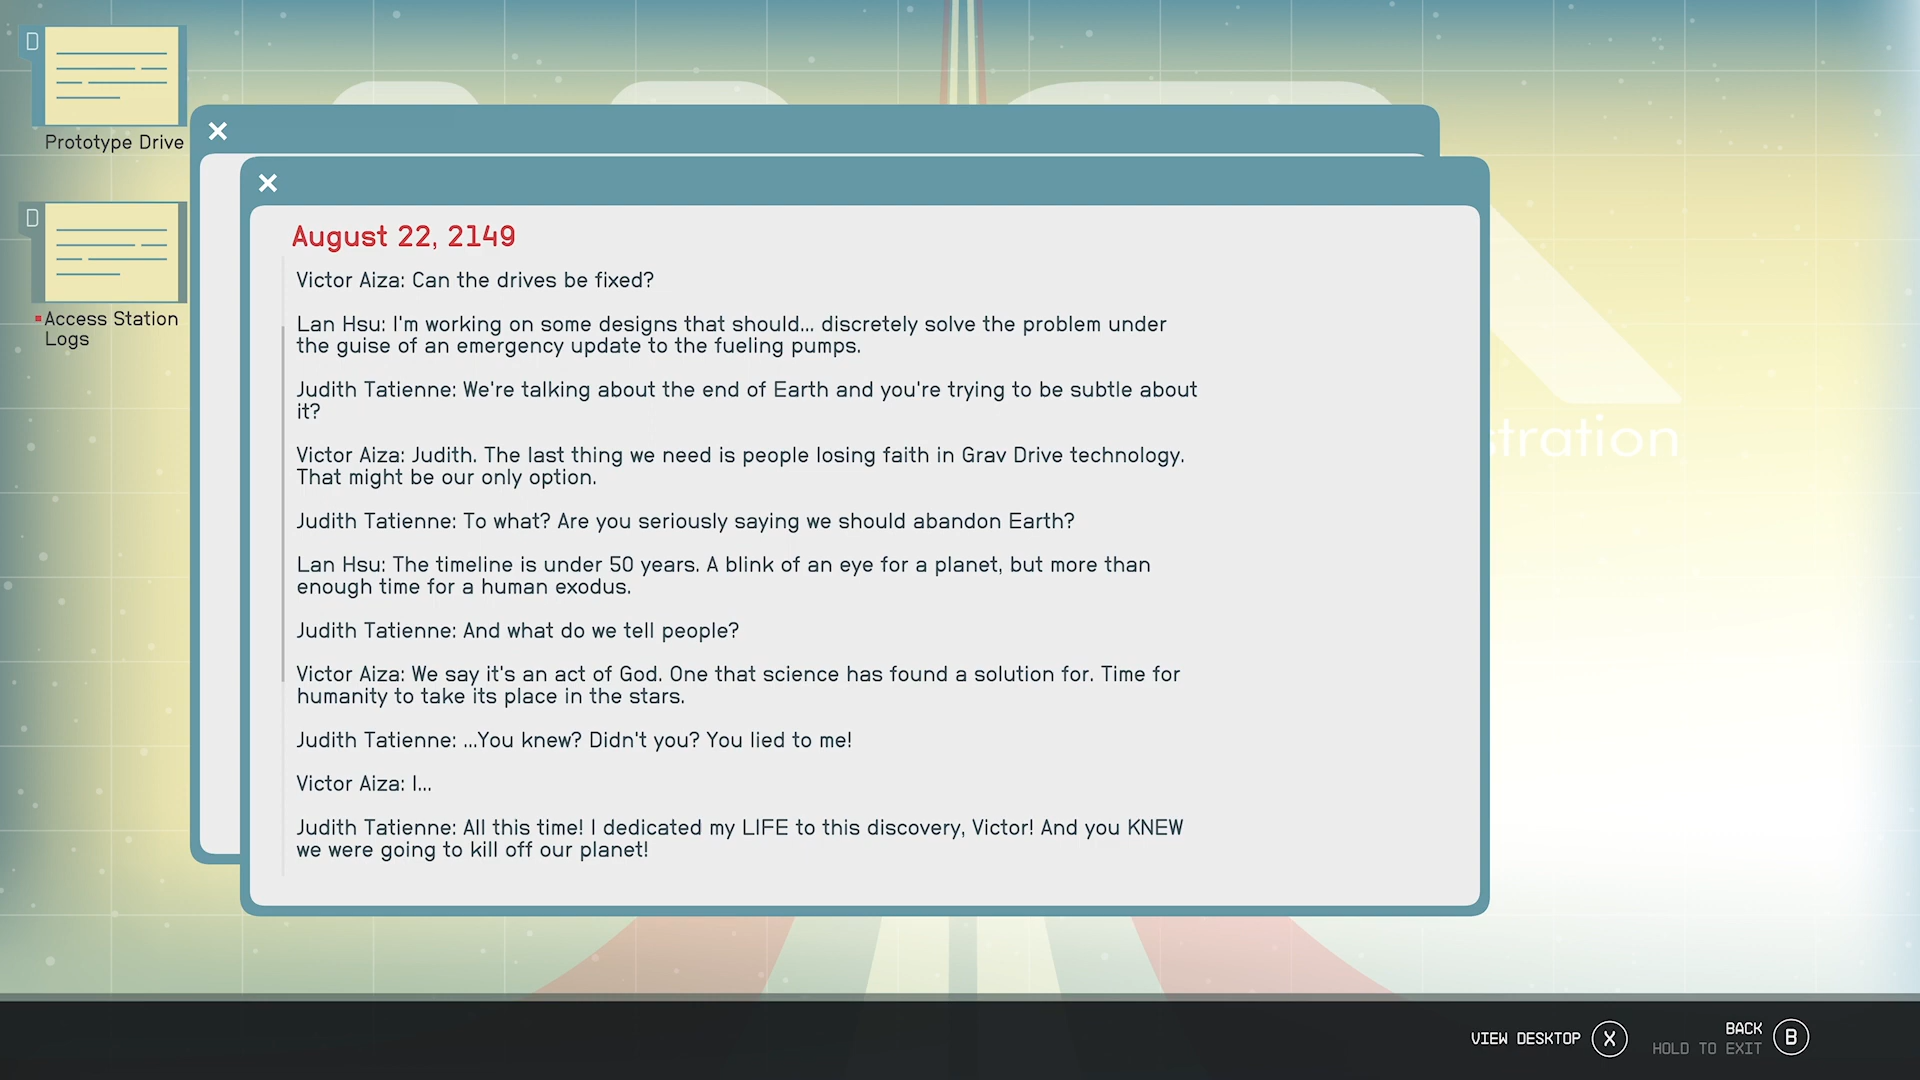 D
Prototype Drive
D
Access Station
Logs
August 22, 2149
Victor Aiza: Can the drives be fixed?
Lan Hsu: I'm working on some designs that should... discretely solve the problem under
the guise of an emergency update to the fueling pumps.
Judith Tatienne: We're talking about the end of Earth and you're trying to be subtle about
it?
Victor Aiza: Judith. The last thing we need is people losing faith in Grav Drive technology.
That might be our only option.
Judith Tatienne: To what? Are you seriously saying we should abandon Earth?
Lan Hsu: The timeline is under 50 years. A blink of an eye for a planet, but more than
enough time for a human exodus.
Judith Tatienne: And what do we tell people?
Victor Aiza: We say it's an act of God. One that science has found a solution for. Time for
humanity to take its place in the stars.
Judith Tatienne: ...You knew? Didn't you? You lied to me!
Victor Aiza: I...
Judith Tatienne: All this time! I dedicated my LIFE to this discovery, Victor! And you KNEW
we were going to kill off our planet!
stration
VIEW DESKTOP X
BACK B
HOLD TO EXIT